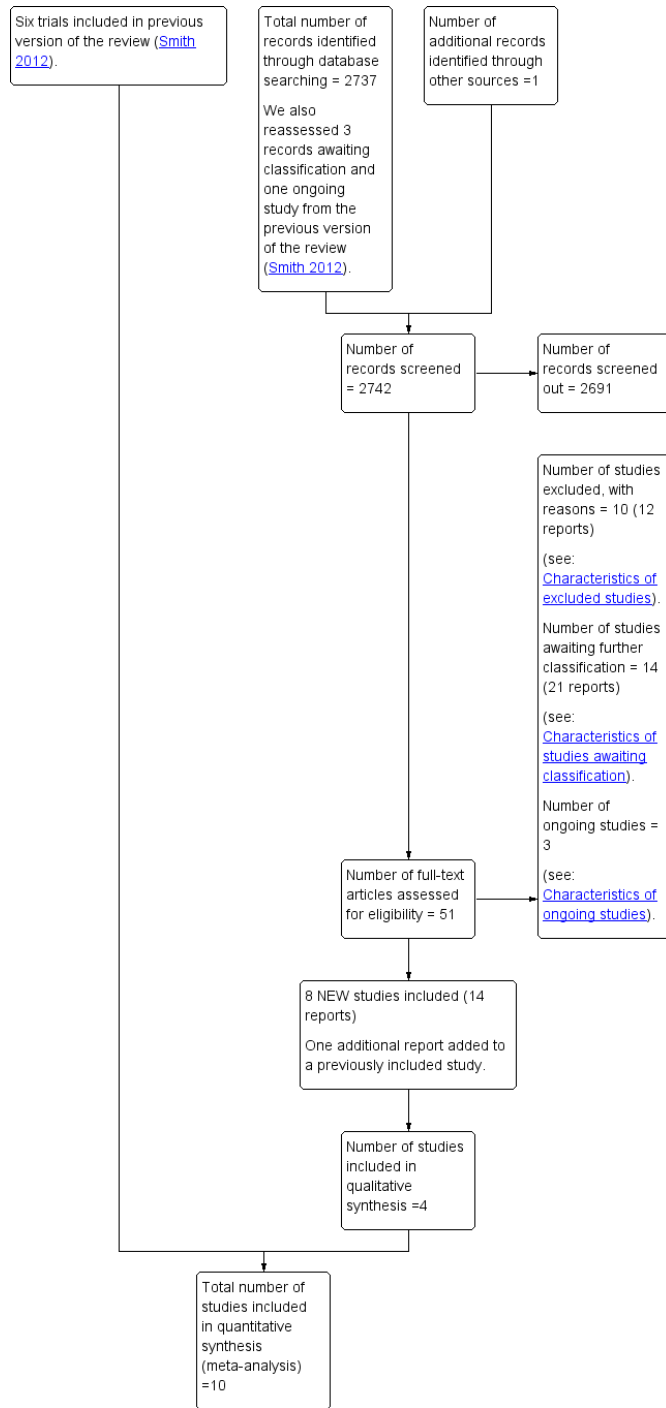 Six trials included in previous
version of the review (Smith
2012).
Total number of
records identified
through database
searching = 2737
We also
reassessed 3
records awaiting
classification and
one ongoing
study from the
previous version
of the review
(Smith 2012).
Number of
additional records
identified through
other sources =1
Number of
records screened
= 2742
Number of
records screened
out = 2691
Number of studies
excluded, with
reasons = 10 (12
reports)
(see:
Characteristics of
excluded studies).
Number of studies
awaiting further
classification = 14
(21 reports)
(see:
Characteristics of
studies awaiting
classification).
Number of
ongoing studies =
3
(see:
Characteristics of
ongoing studies).
Number of full-text
articles assessed
for eligibility = 51
8 NEW studies included (14
reports)
One additional report added to
a previously included study.
Number of studies
included in
qualitative
synthesis =4
Total number of
studies included
in quantitative
synthesis
(meta-analysis)
=10